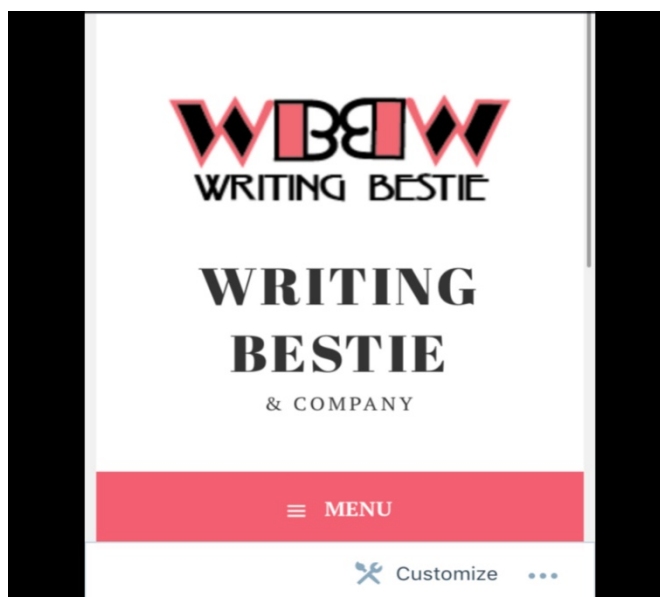 WBBW
WRITING BESTIE
WRITING
BESTIE
& COMPANY
MENU
Customize